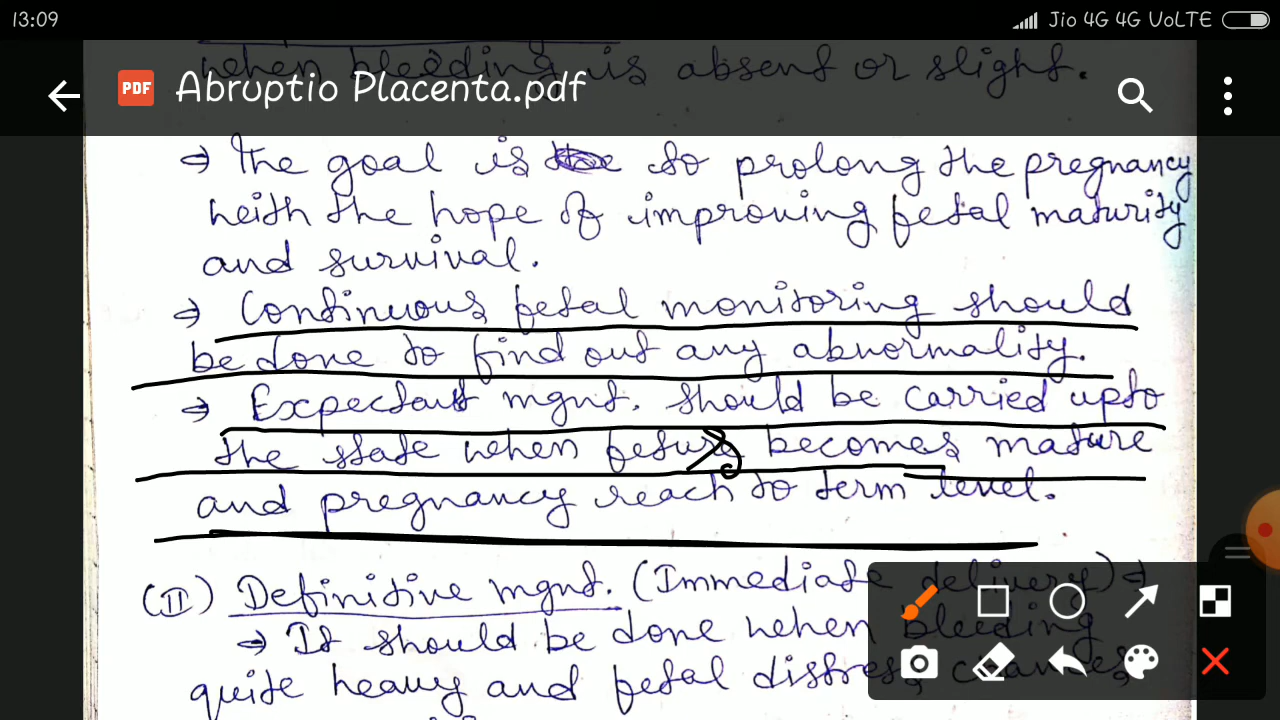 13:09 Jio 4G 4G VoLTE
when bleeding is absent or slight.
PDF Abruptio Placenta.pdf
→ The goal is to prolong the pregnancy
with the hope of improving fetal maturity
and survival.
→ Continuous fetal monitoring should
be done to find out any abnormality.
→ Expectant mgnt. should be carried upto
the state when fetus becomes mature
and pregnancy reach to term level.
(II) Definitive mgnt. (Immediate delivery) →
→ It should be done when bleeding
quite heavy and fetal distress